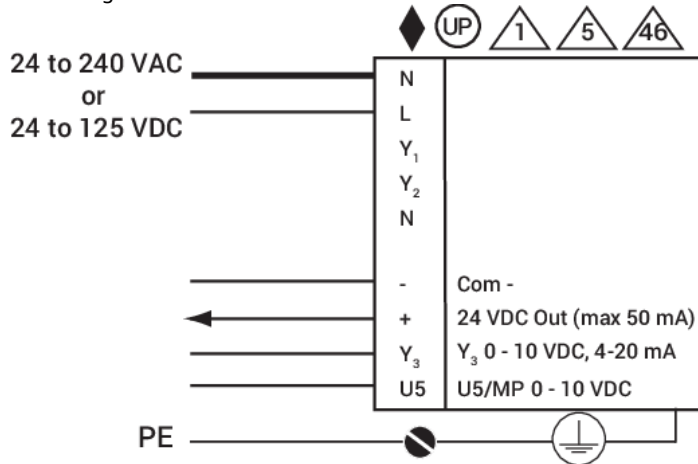 UP 1 5 46
24 to 240 VAC
or
24 to 125 VDC
N
L
Y1
Y2
N
- Com -
+ 24 VDC Out (max 50 mA)
Y3 Y3 0 - 10 VDC, 4-20 mA
U5 U5/MP 0 - 10 VDC
PE